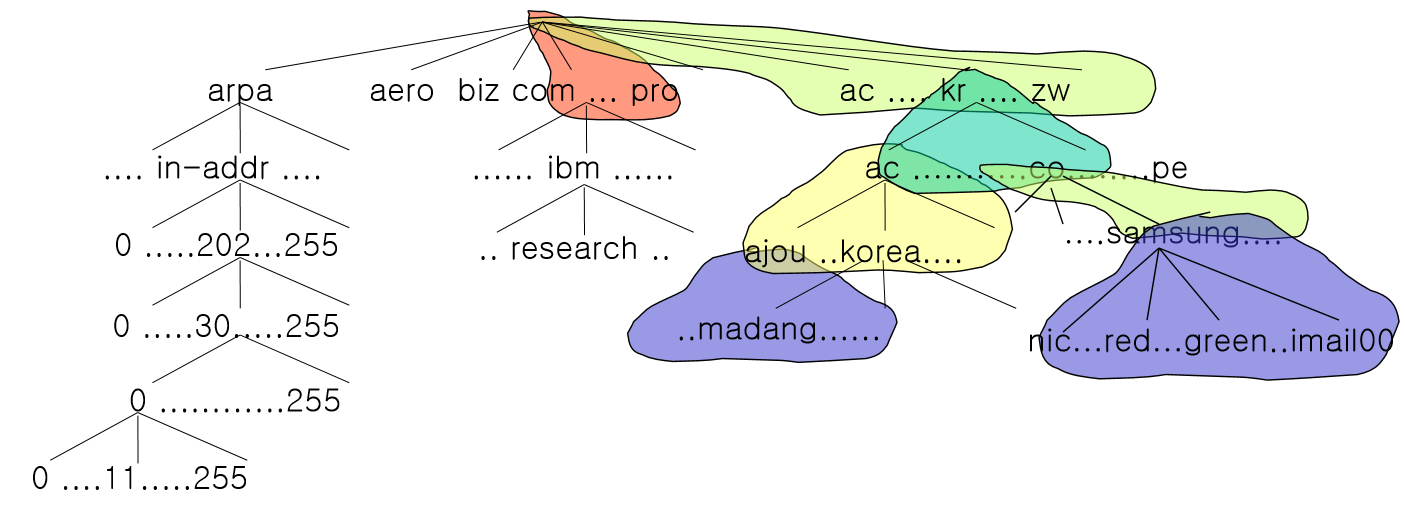 arpa aero biz com ... pro ac .... kr .... zw
.... in-addr .... ...... ibm ...... ac ............co.........pe
0 .....202...255 .. research .. ajou ..korea.... ....samsung....
0 .....30.....255 ..madang...... nic...red...green..imail00
0 ............255
0 ....11.....255